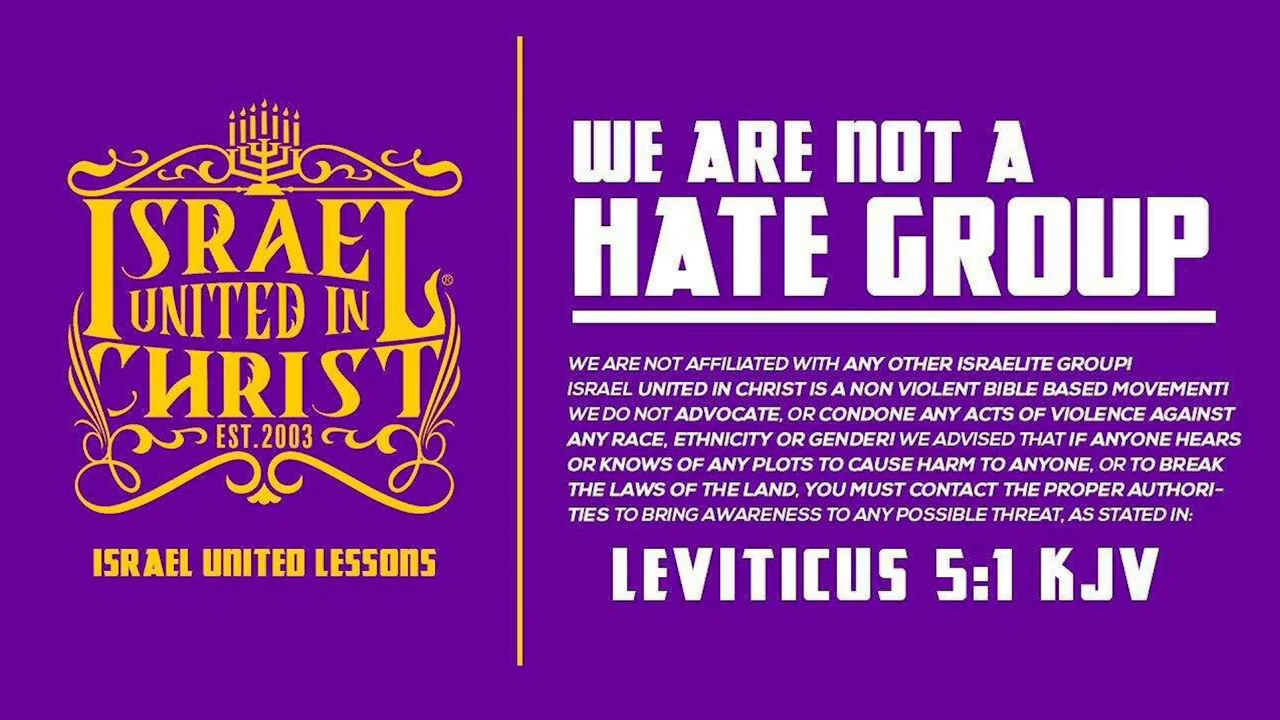 ISRAEL
UNITED IN
CHRIST
EST. 2003
®
ISRAEL UNITED LESSONS
WE ARE NOT A
HATE GROUP
WE ARE NOT AFFILIATED WITH ANY OTHER ISRAELITE GROUP!
ISRAEL UNITED IN CHRIST IS A NON VIOLENT BIBLE BASED MOVEMENT!
WE DO NOT ADVOCATE, OR CONDONE ANY ACTS OF VIOLENCE AGAINST
ANY RACE, ETHNICITY OR GENDER! WE ADVISED THAT IF ANYONE HEARS
OR KNOWS OF ANY PLOTS TO CAUSE HARM TO ANYONE, OR TO BREAK
THE LAWS OF THE LAND, YOU MUST CONTACT THE PROPER AUTHORI-
TIES TO BRING AWARENESS TO ANY POSSIBLE THREAT, AS STATED IN:
LEVITICUS 5:1 KJV